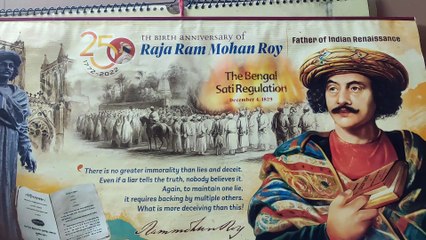 250
1772-2022
TH BIRTH ANNIVERSARY OF
Raja Ram Mohan Roy
Father of Indian Renaissance
The Bengal
Sati Regulation
December 4, 1829
There is no greater immorality than lies and deceit.
Even if a liar tells the truth, nobody believes it.
Again, to maintain one lie,
it requires backing by multiple others.
What is more deceiving than this!
Rammohun Roy